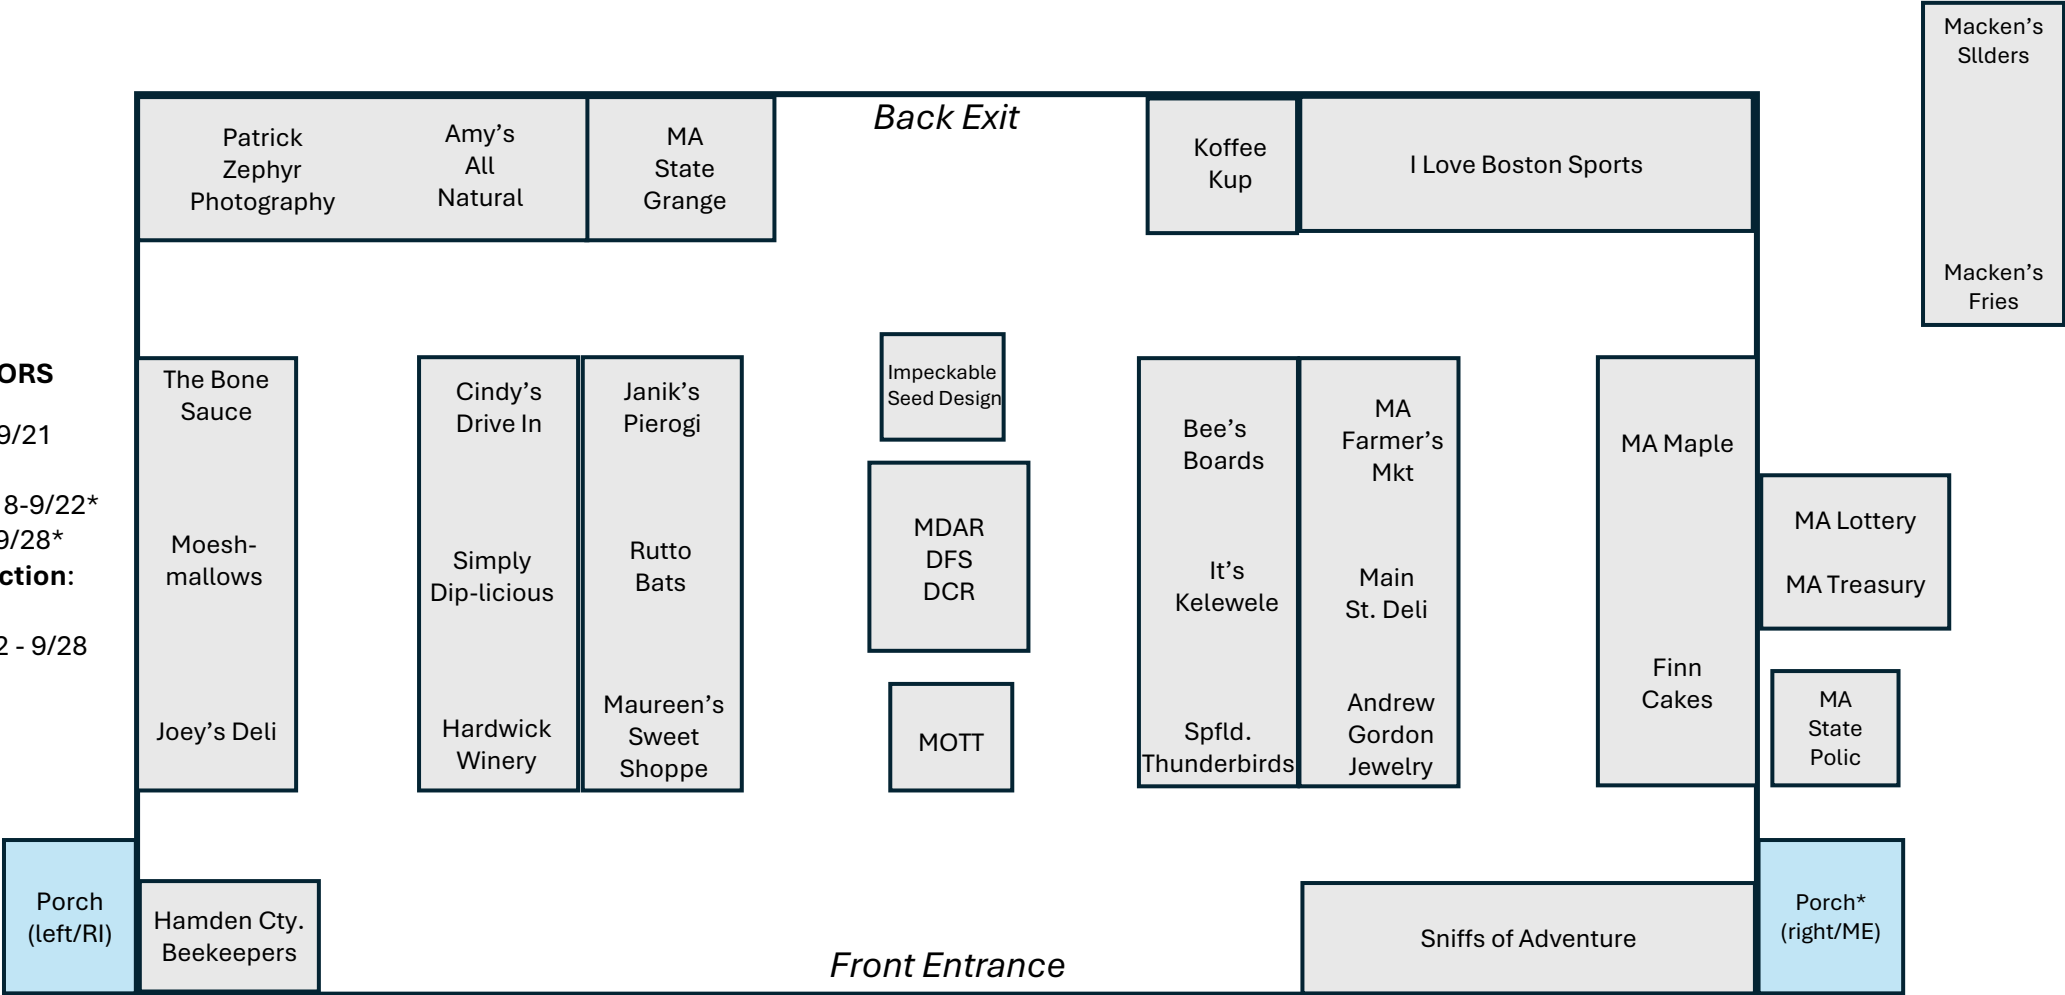 Macken's
Sllders
Macken's
Fries
Back Exit
Patrick
Zephyr
Photography
Amy's
All
Natural
MA
State
Grange
Koffee
Kup
I Love Boston Sports
ORS
9/21
8-9/22*
9/28*
ction:
2 - 9/28
The Bone
Sauce
Moesh-
mallows
Joey's Deli
Cindy's
Drive In
Simply
Dip-licious
Hardwick
Winery
Janik's
Pierogi
Rutto
Bats
Maureen's
Sweet
Shoppe
Impeckable
Seed Design
MDAR
DFS
DCR
MOTT
Bee's
Boards
It's
Kelewele
Spfld.
Thunderbirds
MA
Farmer's
Mkt
Main
St. Deli
Andrew
Gordon
Jewelry
MA Maple
Finn
Cakes
MA Lottery
MA Treasury
MA
State
Polic
Porch
(left/RI)
Hamden Cty.
Beekeepers
Front Entrance
Sniffs of Adventure
Porch*
(right/ME)